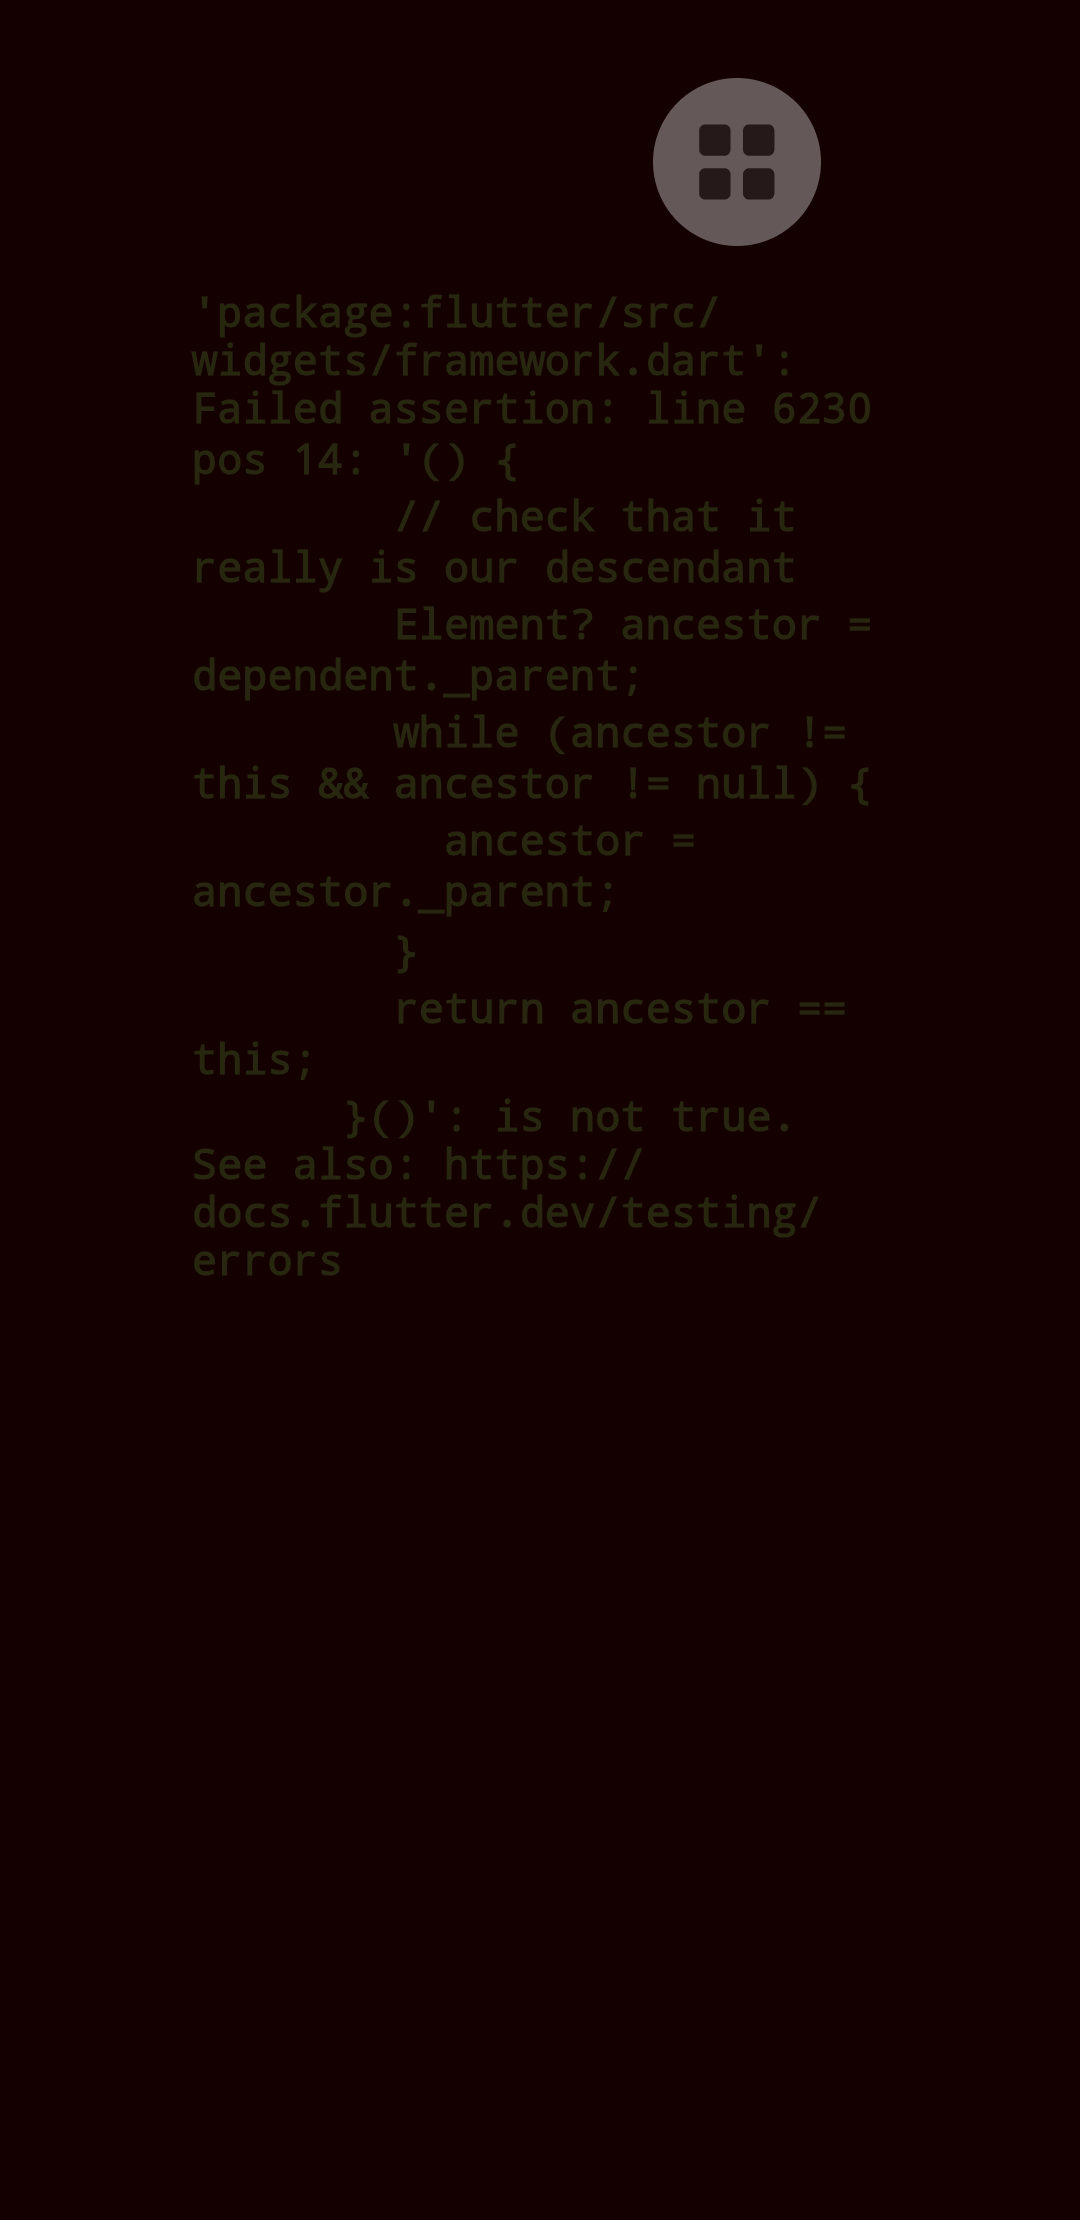 'package:flutter/src/
widgets/framework.dart':
Failed assertion: line 6230
pos 14: '() {
// check that it
really is our descendant
Element? ancestor =
dependent._parent;
while (ancestor !=
this && ancestor != null) {
ancestor =
ancestor._parent;
}
return ancestor ==
this;
}()': is not true.
See also: https://
docs.flutter.dev/testing/
errors